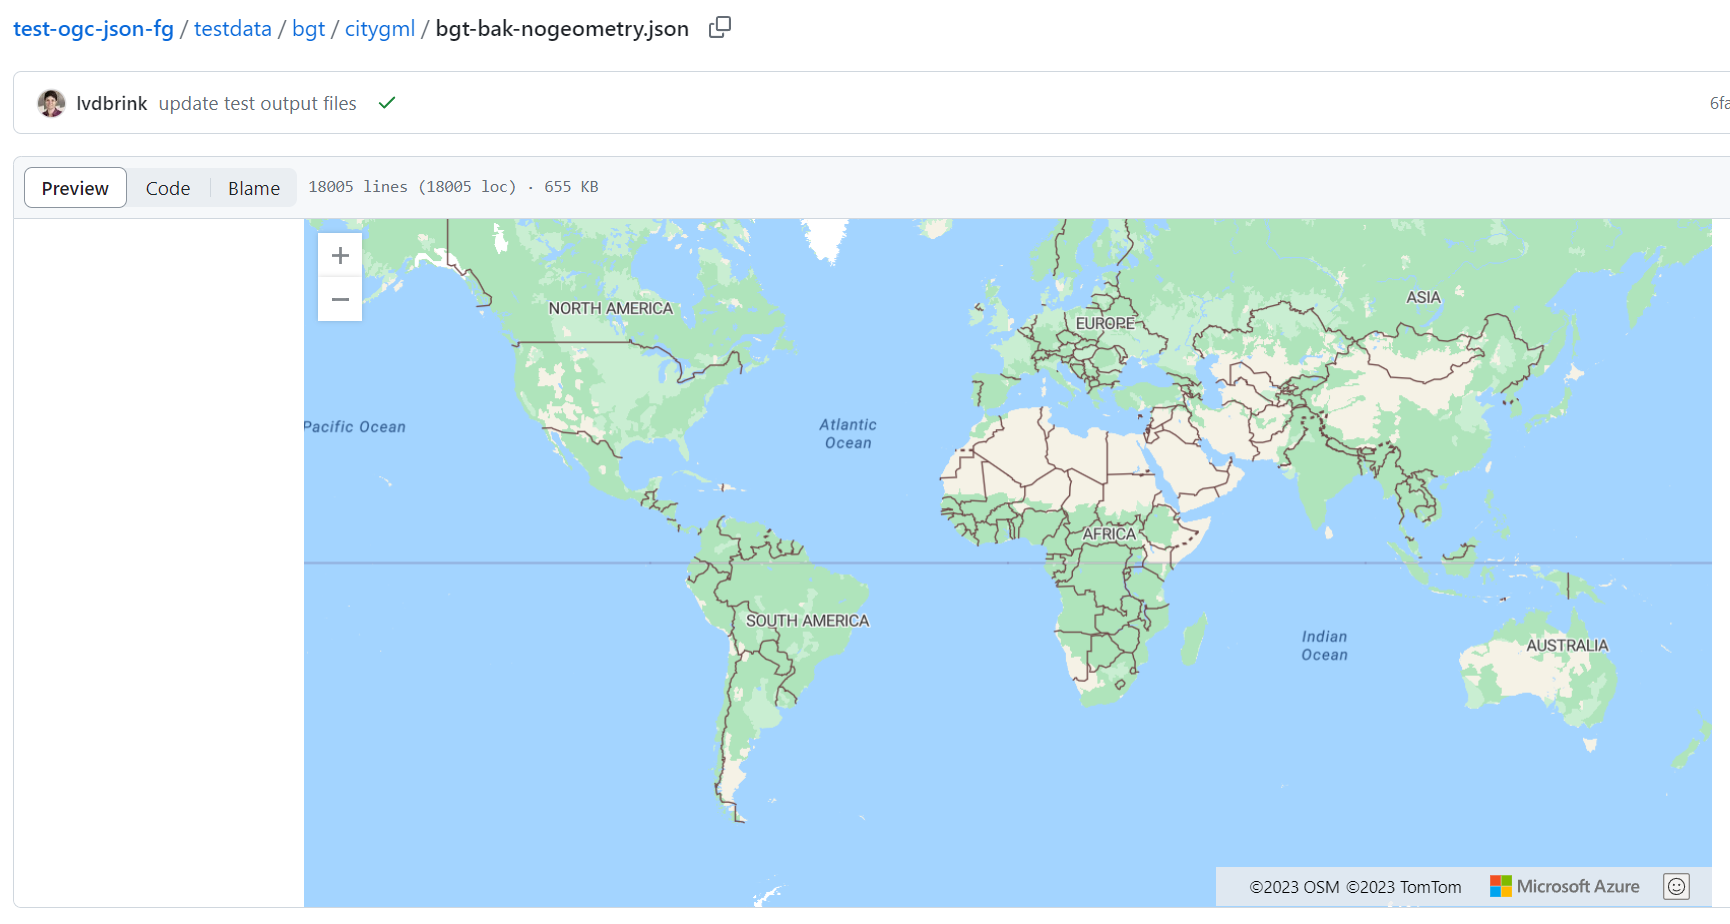 test-ogc-json-fg / testdata / bgt / citygml / bgt-bak-nogeometry.json
lvdbrink update test output files
6fa
Preview Code Blame 18005 lines (18005 loc) · 655 KB
+
−
NORTH AMERICA
EUROPE
ASIA
Pacific Ocean
Atlantic
Ocean
AFRICA
SOUTH AMERICA
Indian
Ocean
AUSTRALIA
©2023 OSM ©2023 TomTom Microsoft Azure